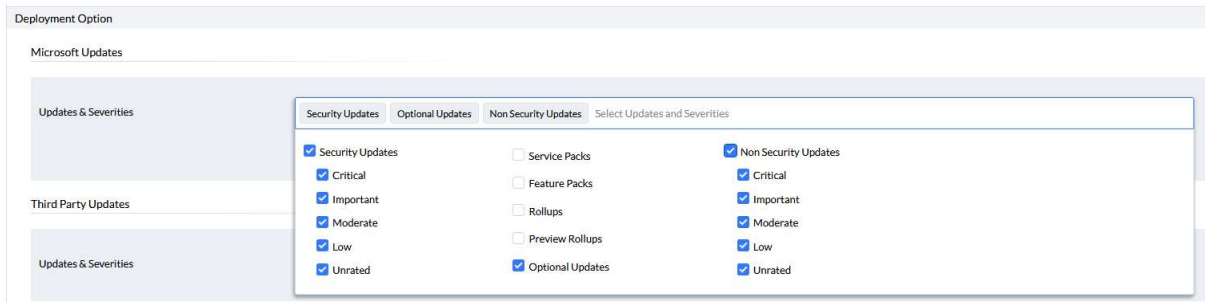 Deployment Option
Microsoft Updates
Updates & Severities
Security Updates Optional Updates Non Security Updates Select Updates and Severities
Security Updates
Critical
Important
Moderate
Low
Unrated
Service Packs
Feature Packs
Rollups
Preview Rollups
Optional Updates
Non Security Updates
Critical
Important
Moderate
Low
Unrated
Third Party Updates
Updates & Severities